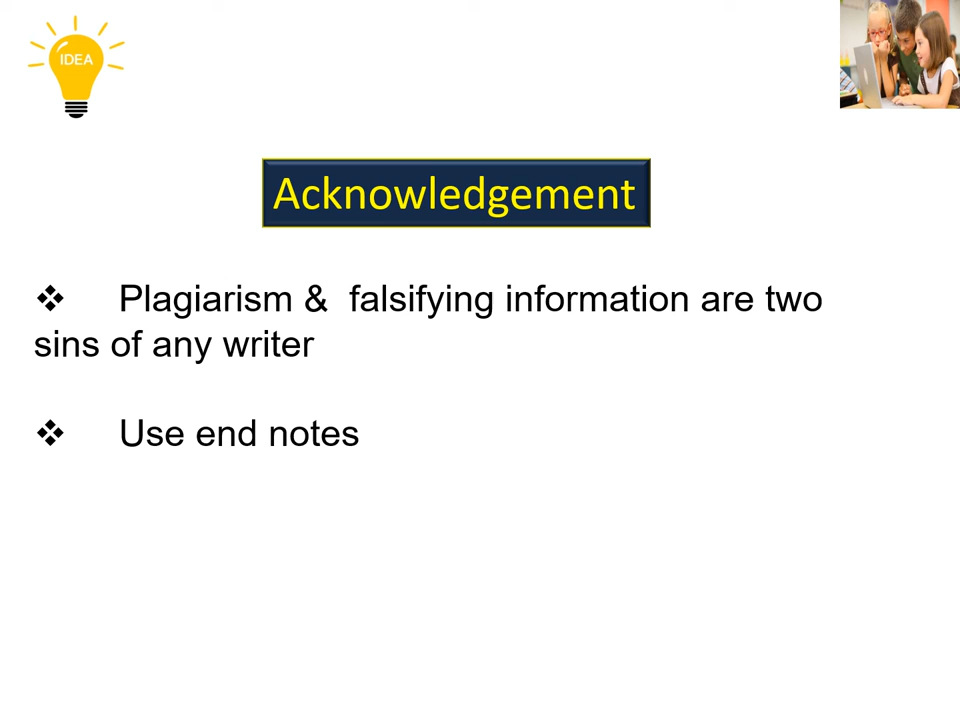 IDEA
Acknowledgement
❖ Plagiarism & falsifying information are two
sins of any writer
❖ Use end notes